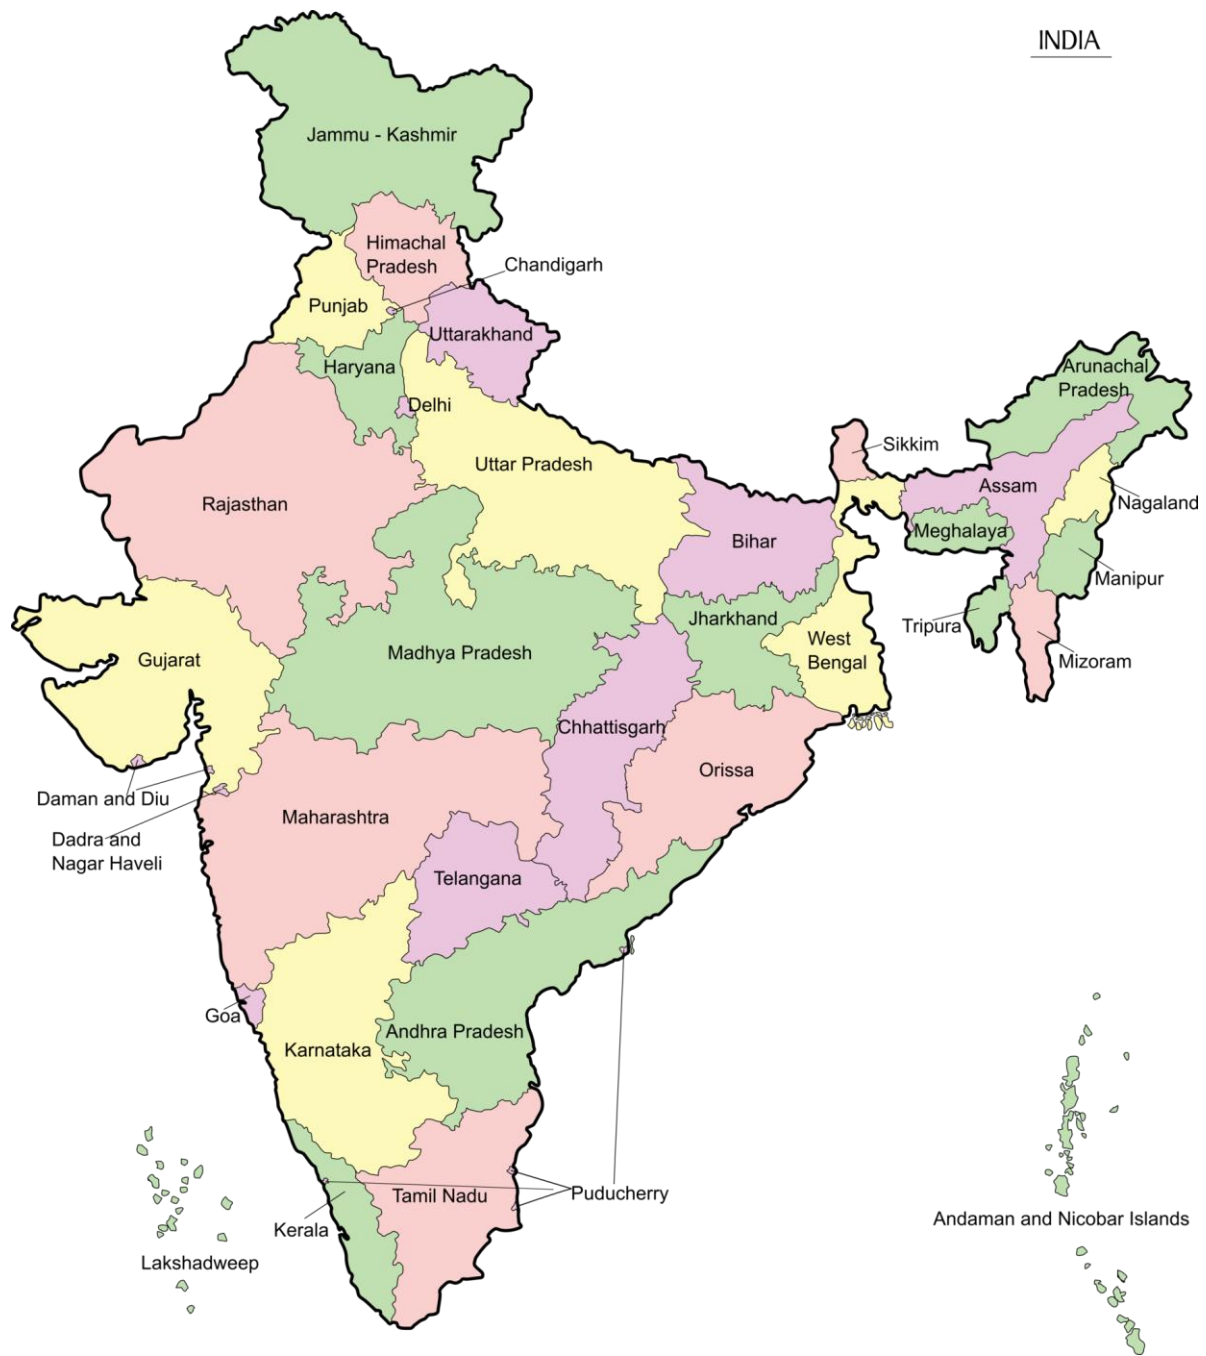 INDIA
Jammu - Kashmir
Himachal
Pradesh
Chandigarh
Punjab
Uttarakhand
Haryana
Delhi
Arunachal
Pradesh
Sikkim
Uttar Pradesh
Assam
Nagaland
Rajasthan
Meghalaya
Bihar
Manipur
Jharkhand
Tripura
West
Bengal
Mizoram
Gujarat
Madhya Pradesh
Chhattisgarh
Orissa
Daman and Diu
Maharashtra
Dadra and
Nagar Haveli
Telangana
Goa
Andhra Pradesh
Karnataka
Puducherry
Tamil Nadu
Kerala
Andaman and Nicobar Islands
Lakshadweep